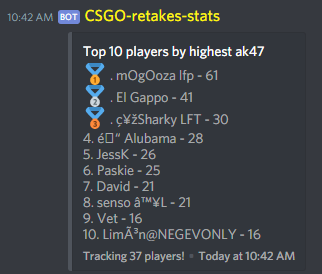 10:42 AM BOT CSGO-retakes-stats
Top 10 players by highest ak47
🥇 . mOgOoza lfp - 61
🥈 . El Gappo - 41
🥉 . ç¥žSharky LFT - 30
4. é□“ Alubama - 28
5. JessK - 26
6. Paskie - 25
7. David - 21
8. senso â™¥L - 21
9. Vet - 16
10. LimÃ³n@NEGEVONLY - 16
Tracking 37 players! • Today at 10:42 AM